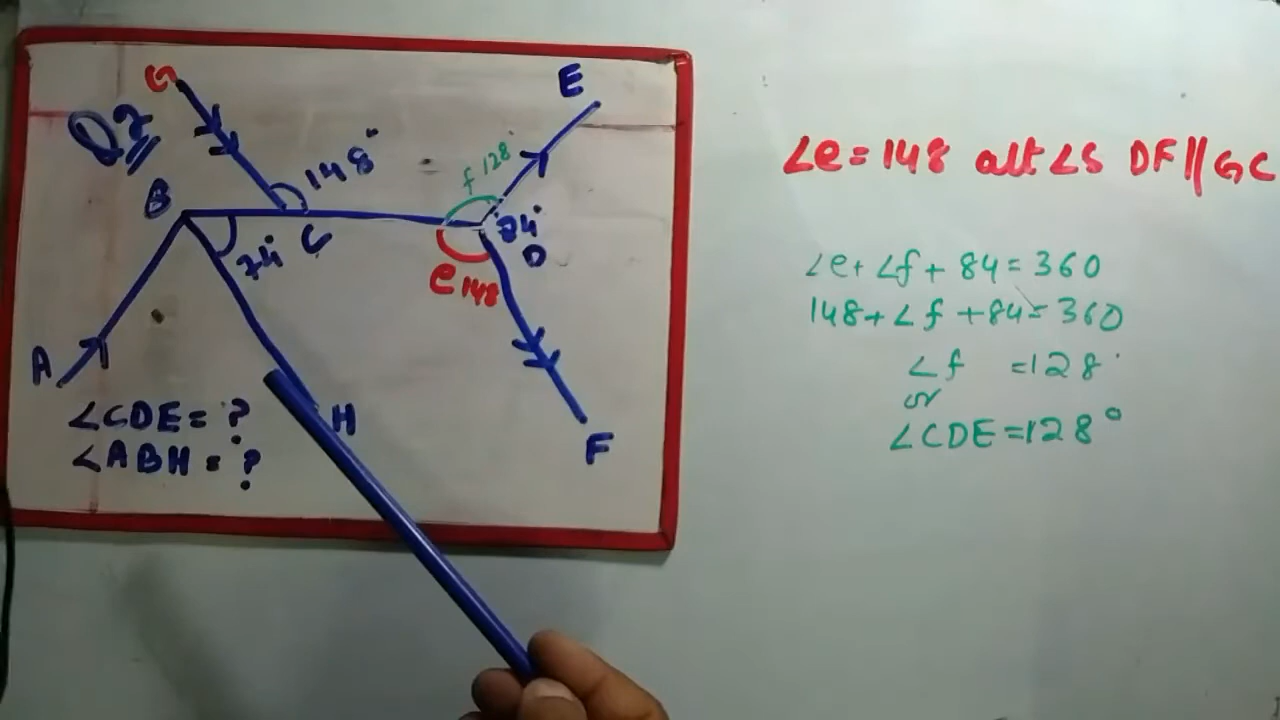 G
Q2
B
148°
C
74°
A
H
E
f 128°
84°
D
e 148
F
∠CDE = ?
∠ABH = ?
∠e = 148 alt ∠s DF || GC
∠e + ∠f + 84 = 360
148 + ∠f + 84 = 360
∠f = 128°
or
∠CDE = 128°